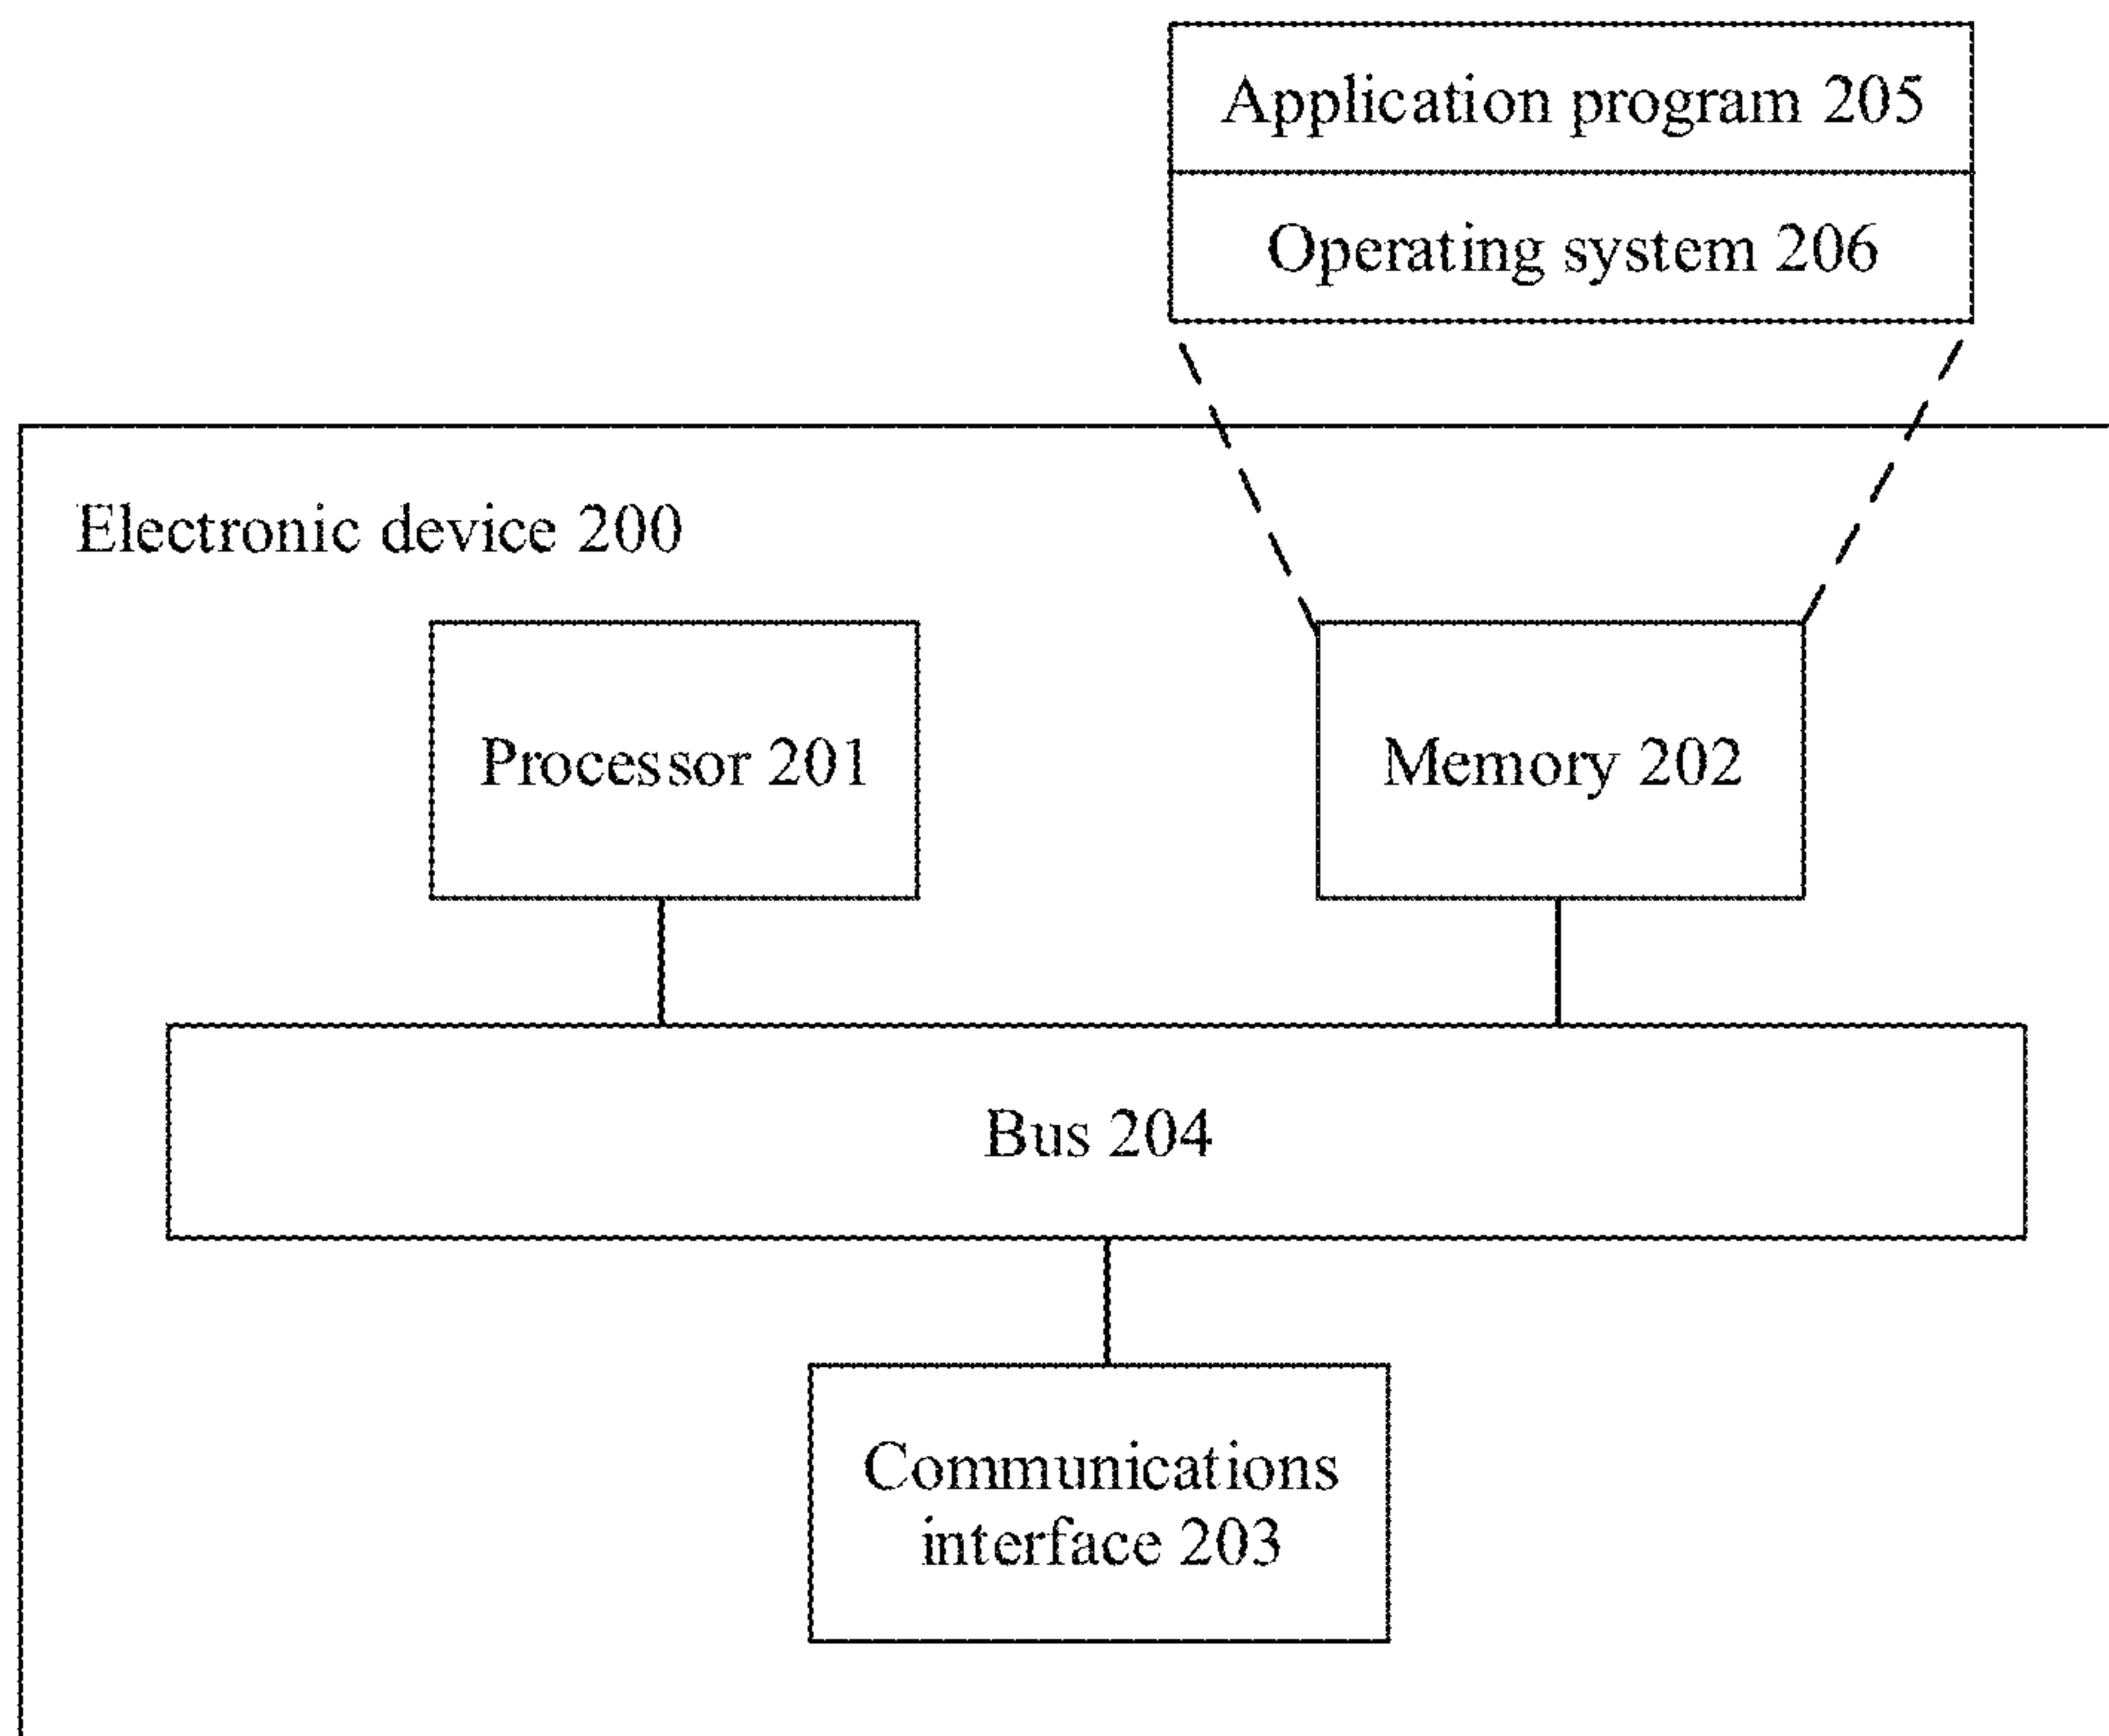 Application program 205
Operating system 206
Electronic device 200
Processor 201
Memory 202
Bus 204
Communications
interface 203